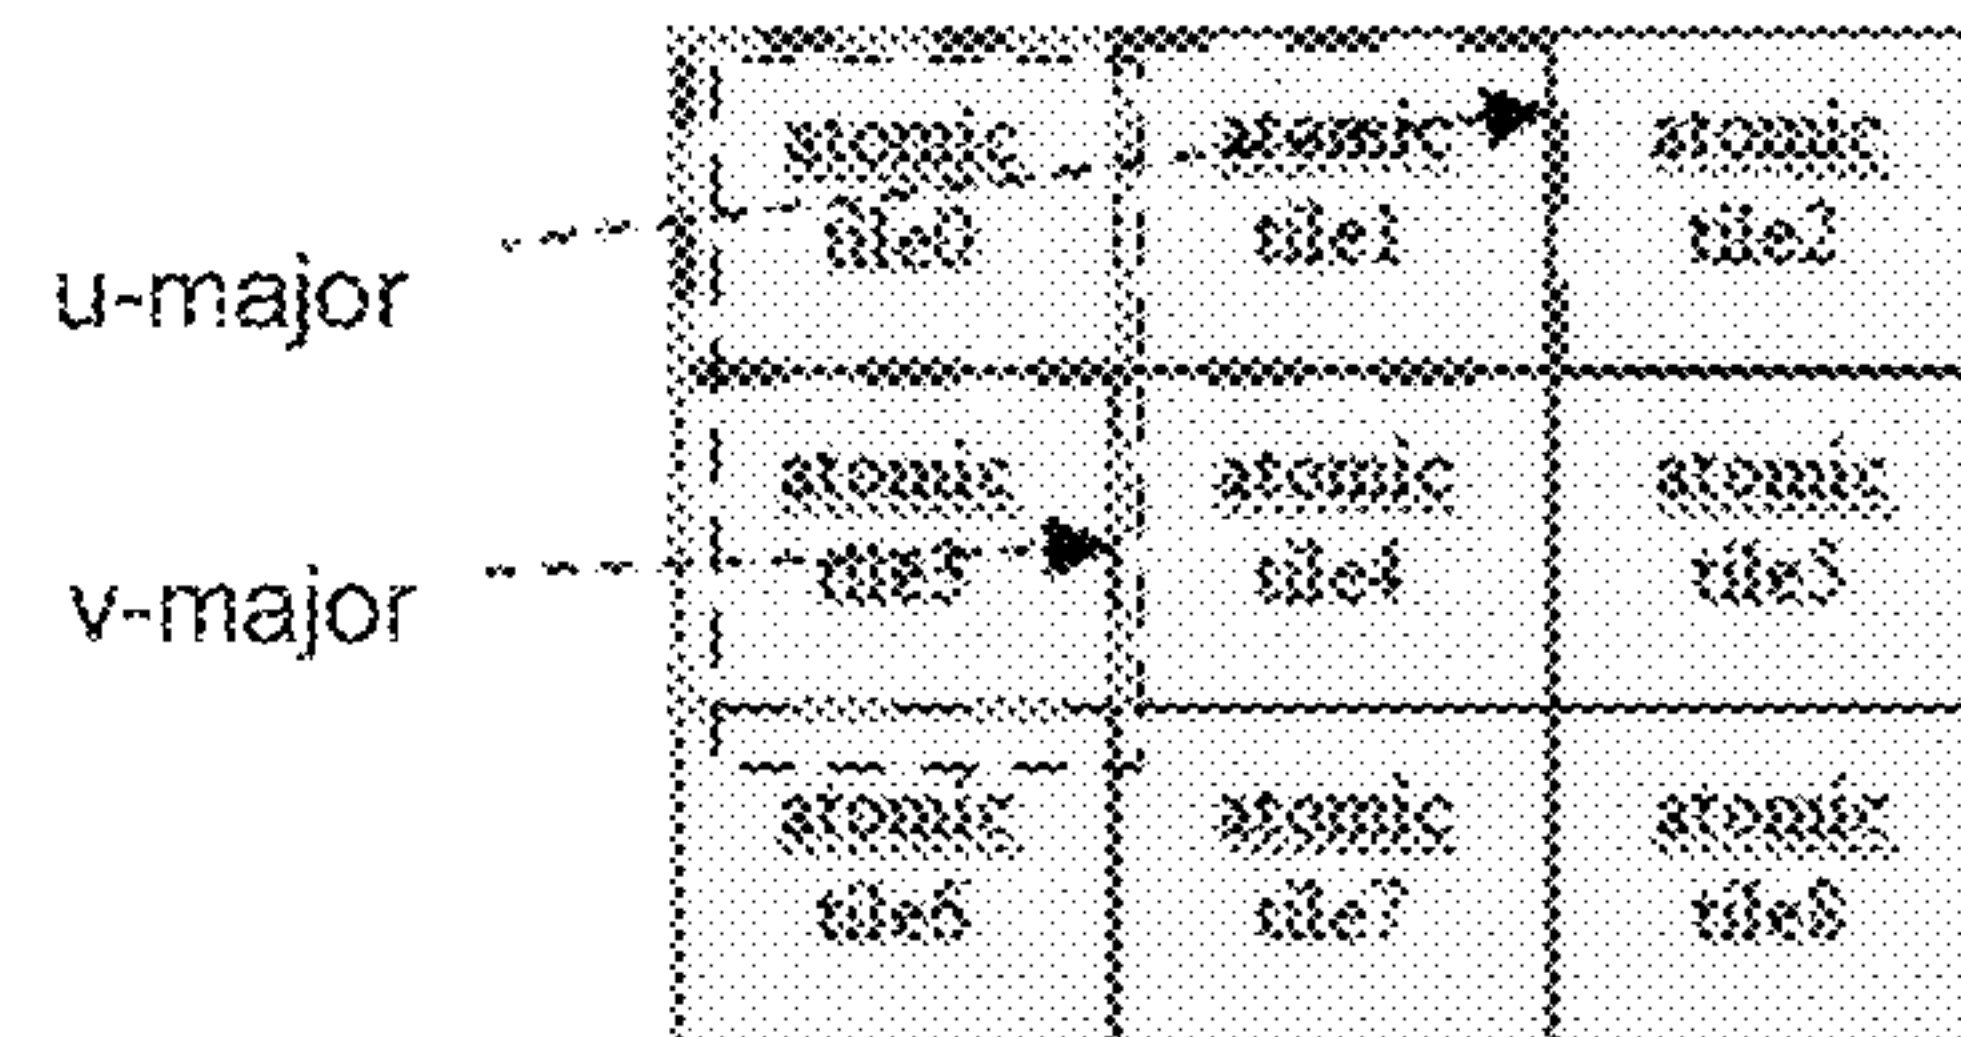 atomic atomic atomic
tile0 tile1 tile2
u-major
atomic atomic atomic
tile3 tile4 tile5
v-major
atomic atomic atomic
tile6 tile7 tile8